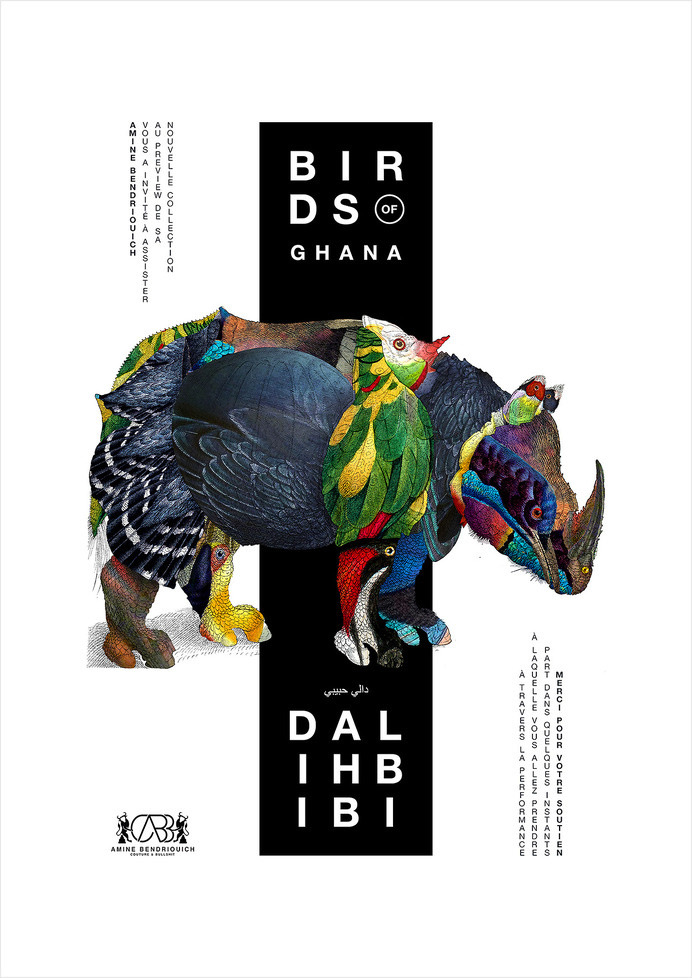 AMINE BENDRIOUICH
VOUS A INVITÉ À ASSISTER
AU PREVIEW DE SA
NOUVELLE COLLECTION
BIR
DS OF
GHANA
دالي حبيبي
DAL
IHB
IBI
À TRAVERS LA PERFORMANCE
À LAQUELLE VOUS ALLEZ PRENDRE
PART DANS QUELQUES INSTANTS
MERCI POUR VOTRE SOUTIEN
AB
AMINE BENDRIOUICH
COUTURE & BULLSHIT